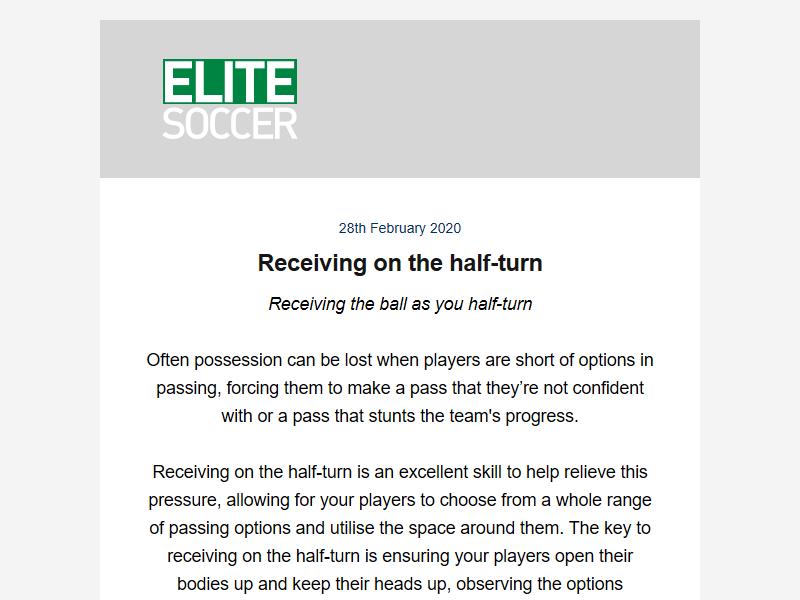 ELITE
SOCCER
28th February 2020
Receiving on the half-turn
Receiving the ball as you half-turn
Often possession can be lost when players are short of options in
passing, forcing them to make a pass that they’re not confident
with or a pass that stunts the team's progress.
Receiving on the half-turn is an excellent skill to help relieve this
pressure, allowing for your players to choose from a whole range
of passing options and utilise the space around them. The key to
receiving on the half-turn is ensuring your players open their
bodies up and keep their heads up, observing the options